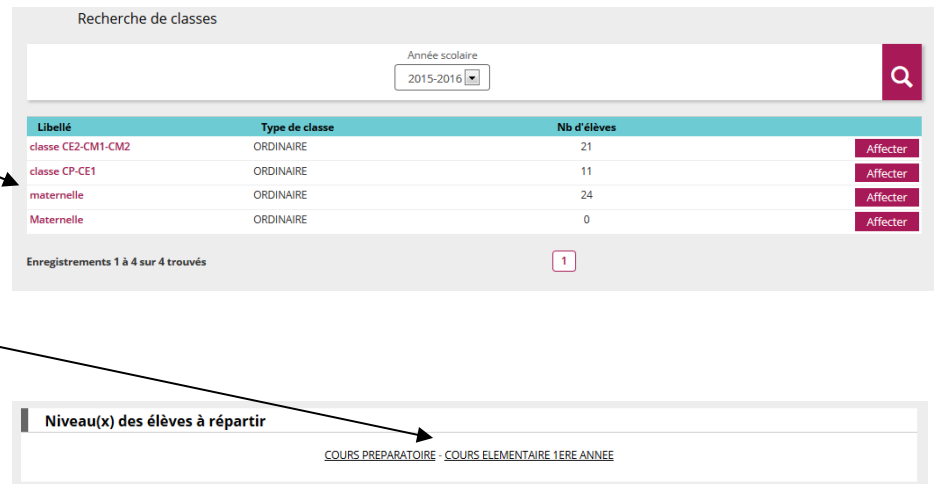 Recherche de classes
Année scolaire
2015-2016
Libellé Type de classe Nb d'élèves
classe CE2-CM1-CM2 ORDINAIRE 21 Affecter
classe CP-CE1 ORDINAIRE 11 Affecter
maternelle ORDINAIRE 24 Affecter
Maternelle ORDINAIRE 0 Affecter
Enregistrements 1 à 4 sur 4 trouvés 1
Niveau(x) des élèves à répartir
COURS PREPARATOIRE - COURS ELEMENTAIRE 1ERE ANNEE